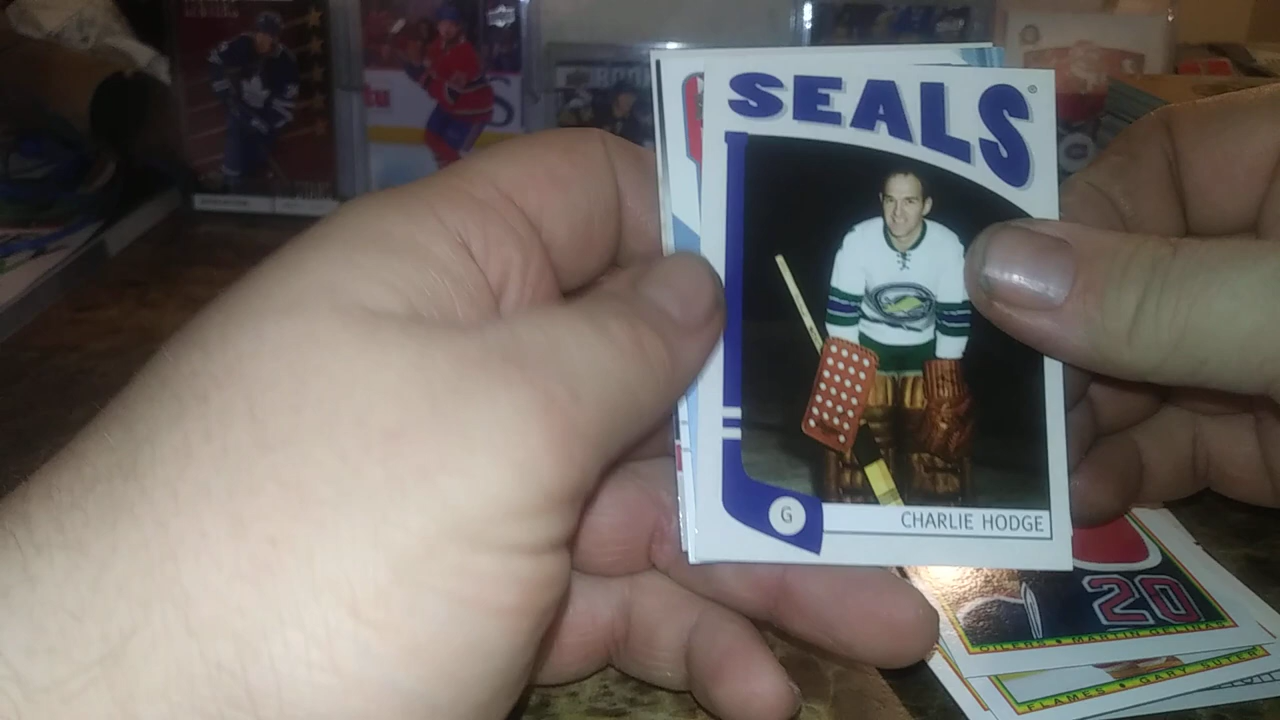 SEALS®
G
CHARLIE HODGE
20
OILERS • MARTIN GELINAS
FLAMES • GARY SUTER